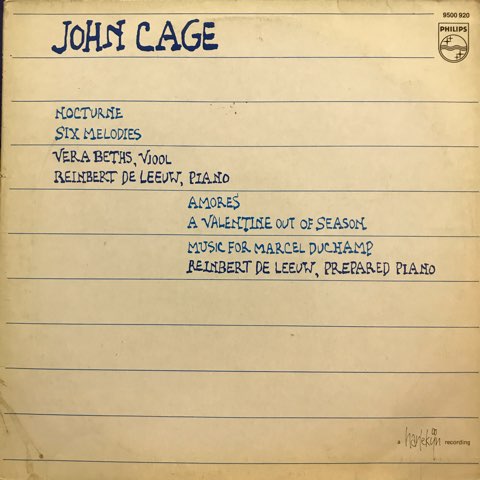 9500 920
JOHN CAGE
PHILIPS
NOCTURNE
SIX MELODIES
VERA BETHS, VIOOL
REINBERT DE LEEUW, PIANO
AMORES
A VALENTINE OUT OF SEASON
MUSIC FOR MARCEL DUCHAMP
REINBERT DE LEEUW, PREPARED PIANO
a harlekijn recording